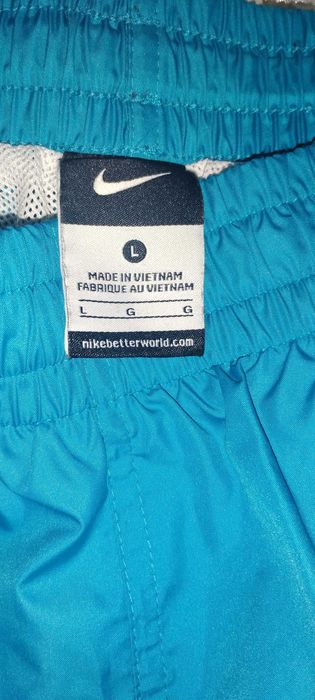 L
MADE IN VIETNAM
FABRIQUE AU VIETNAM
L G G
nikebetterworld.com